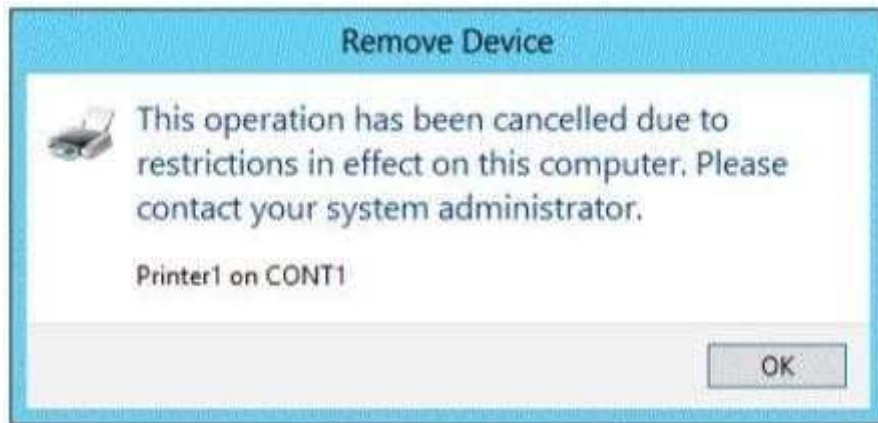 Remove Device
This operation has been cancelled due to
restrictions in effect on this computer. Please
contact your system administrator.
Printer1 on CONT1
OK